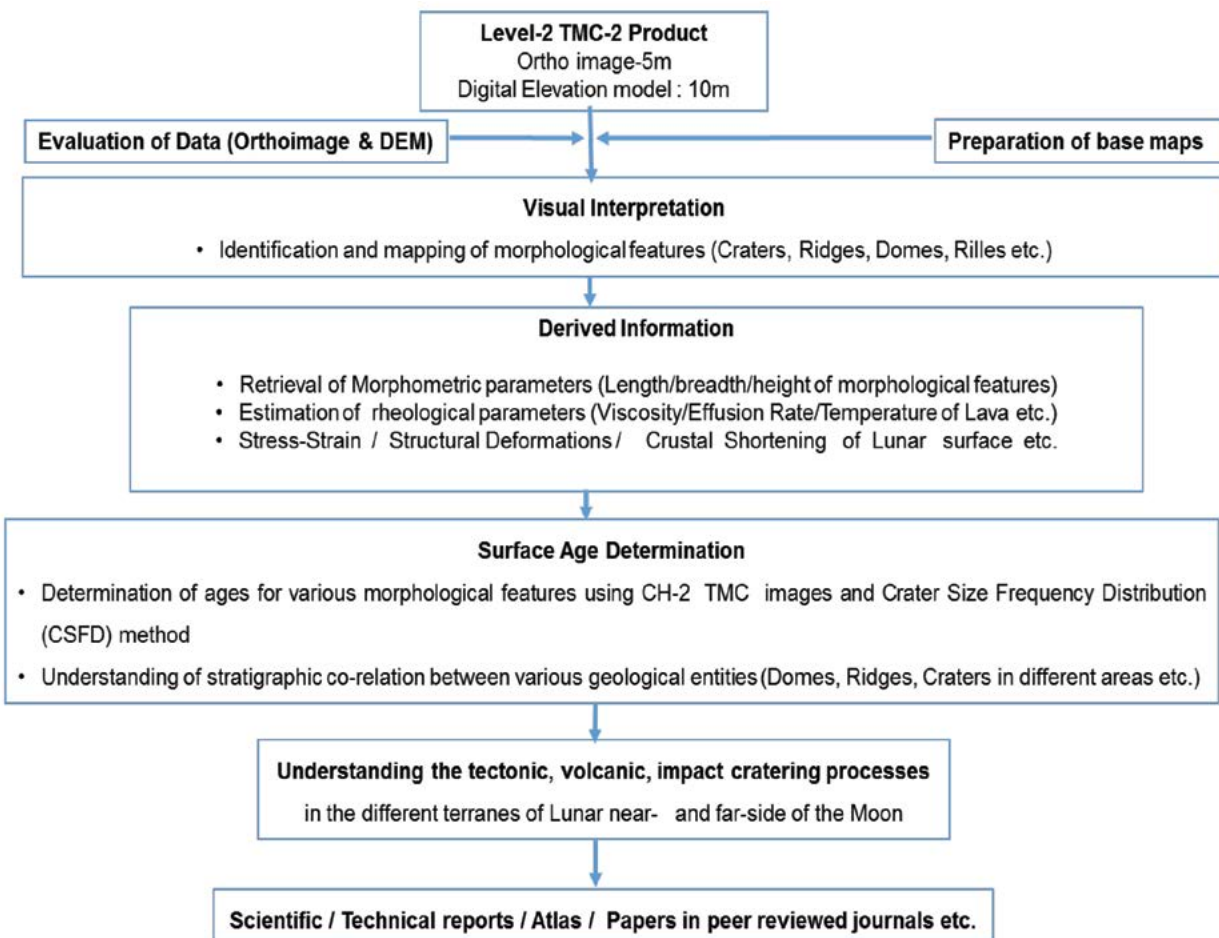 Level-2 TMC-2 Product
Ortho image-5m
Digital Elevation model : 10m
Evaluation of Data (Orthoimage & DEM)
Preparation of base maps
Visual Interpretation
• Identification and mapping of morphological features (Craters, Ridges, Domes, Rilles etc.)
Derived Information
• Retrieval of Morphometric parameters (Length/breadth/height of morphological features)
• Estimation of rheological parameters (Viscosity/Effusion Rate/Temperature of Lava etc.)
• Stress-Strain / Structural Deformations / Crustal Shortening of Lunar surface etc.
Surface Age Determination
• Determination of ages for various morphological features using CH-2 TMC images and Crater Size Frequency Distribution
(CSFD) method
• Understanding of stratigraphic co-relation between various geological entities (Domes, Ridges, Craters in different areas etc.)
Understanding the tectonic, volcanic, impact cratering processes
in the different terranes of Lunar near- and far-side of the Moon
Scientific / Technical reports / Atlas / Papers in peer reviewed journals etc.